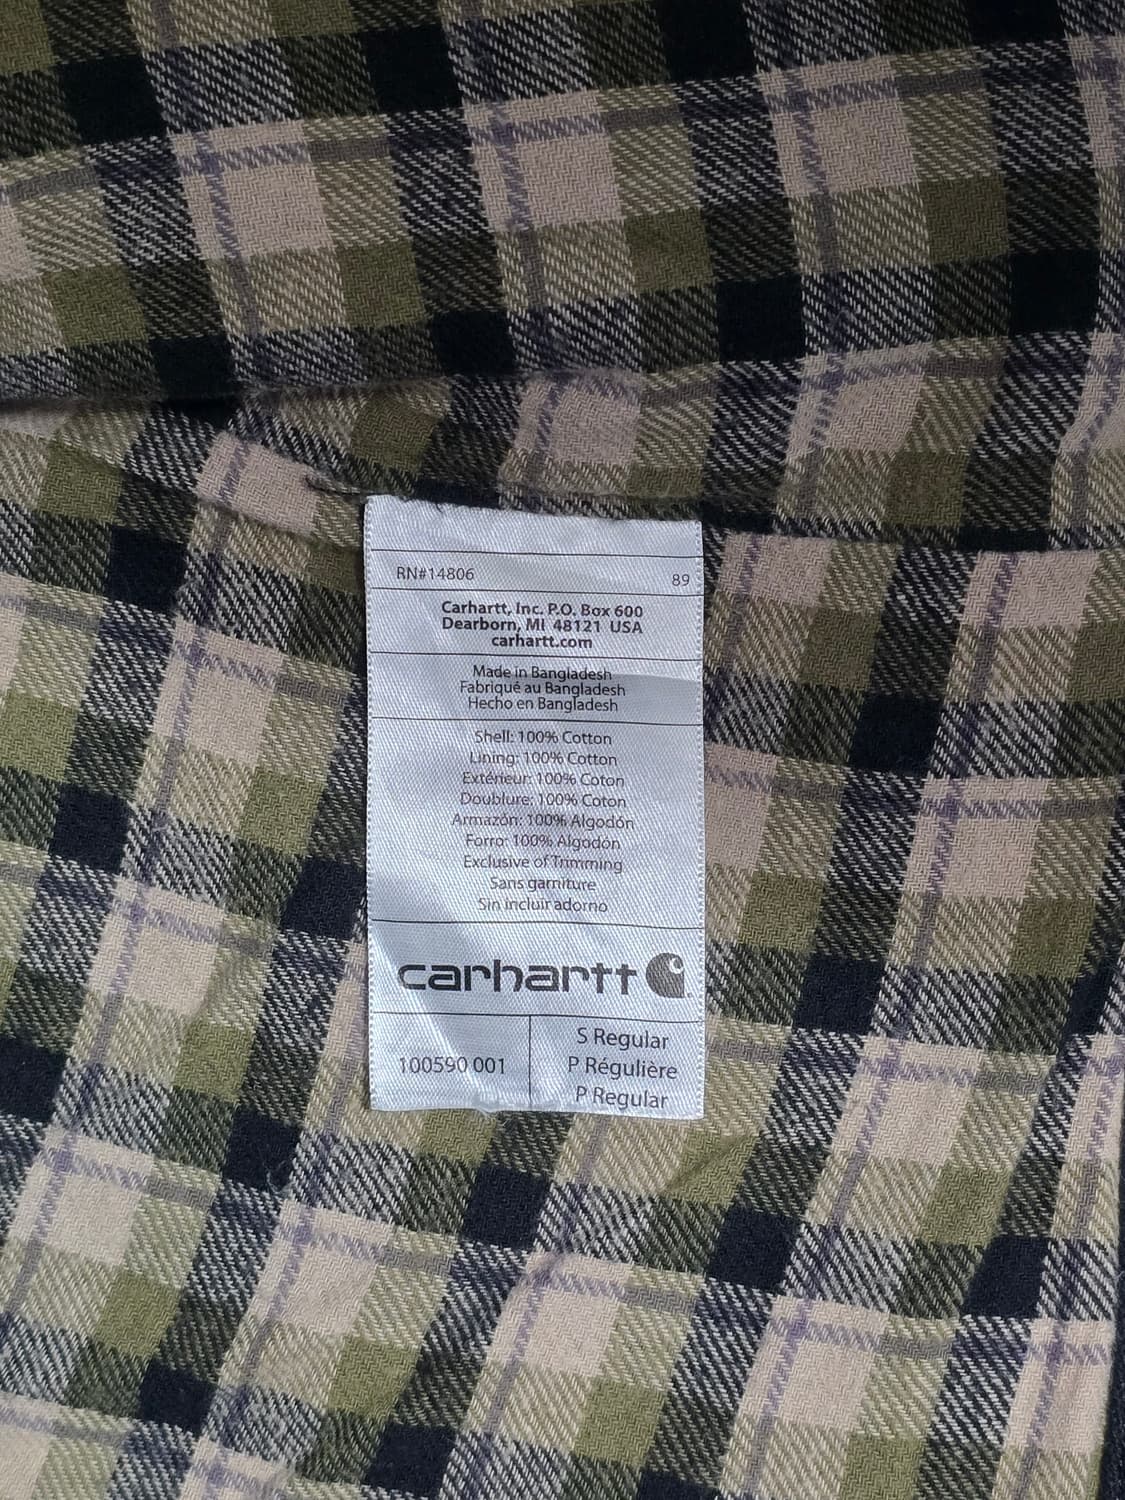 RN#14806 89
Carhartt, Inc. P.O. Box 600
Dearborn, MI 48121 USA
carhartt.com
Made in Bangladesh
Fabriqué au Bangladesh
Hecho en Bangladesh
Shell: 100% Cotton
Lining: 100% Cotton
Extérieur: 100% Coton
Doublure: 100% Coton
Armazón: 100% Algodón
Forro: 100% Algodón
Exclusive of Trimming
Sans garniture
Sin incluir adorno
carhartt
100590 001
S Regular
P Régulière
P Regular